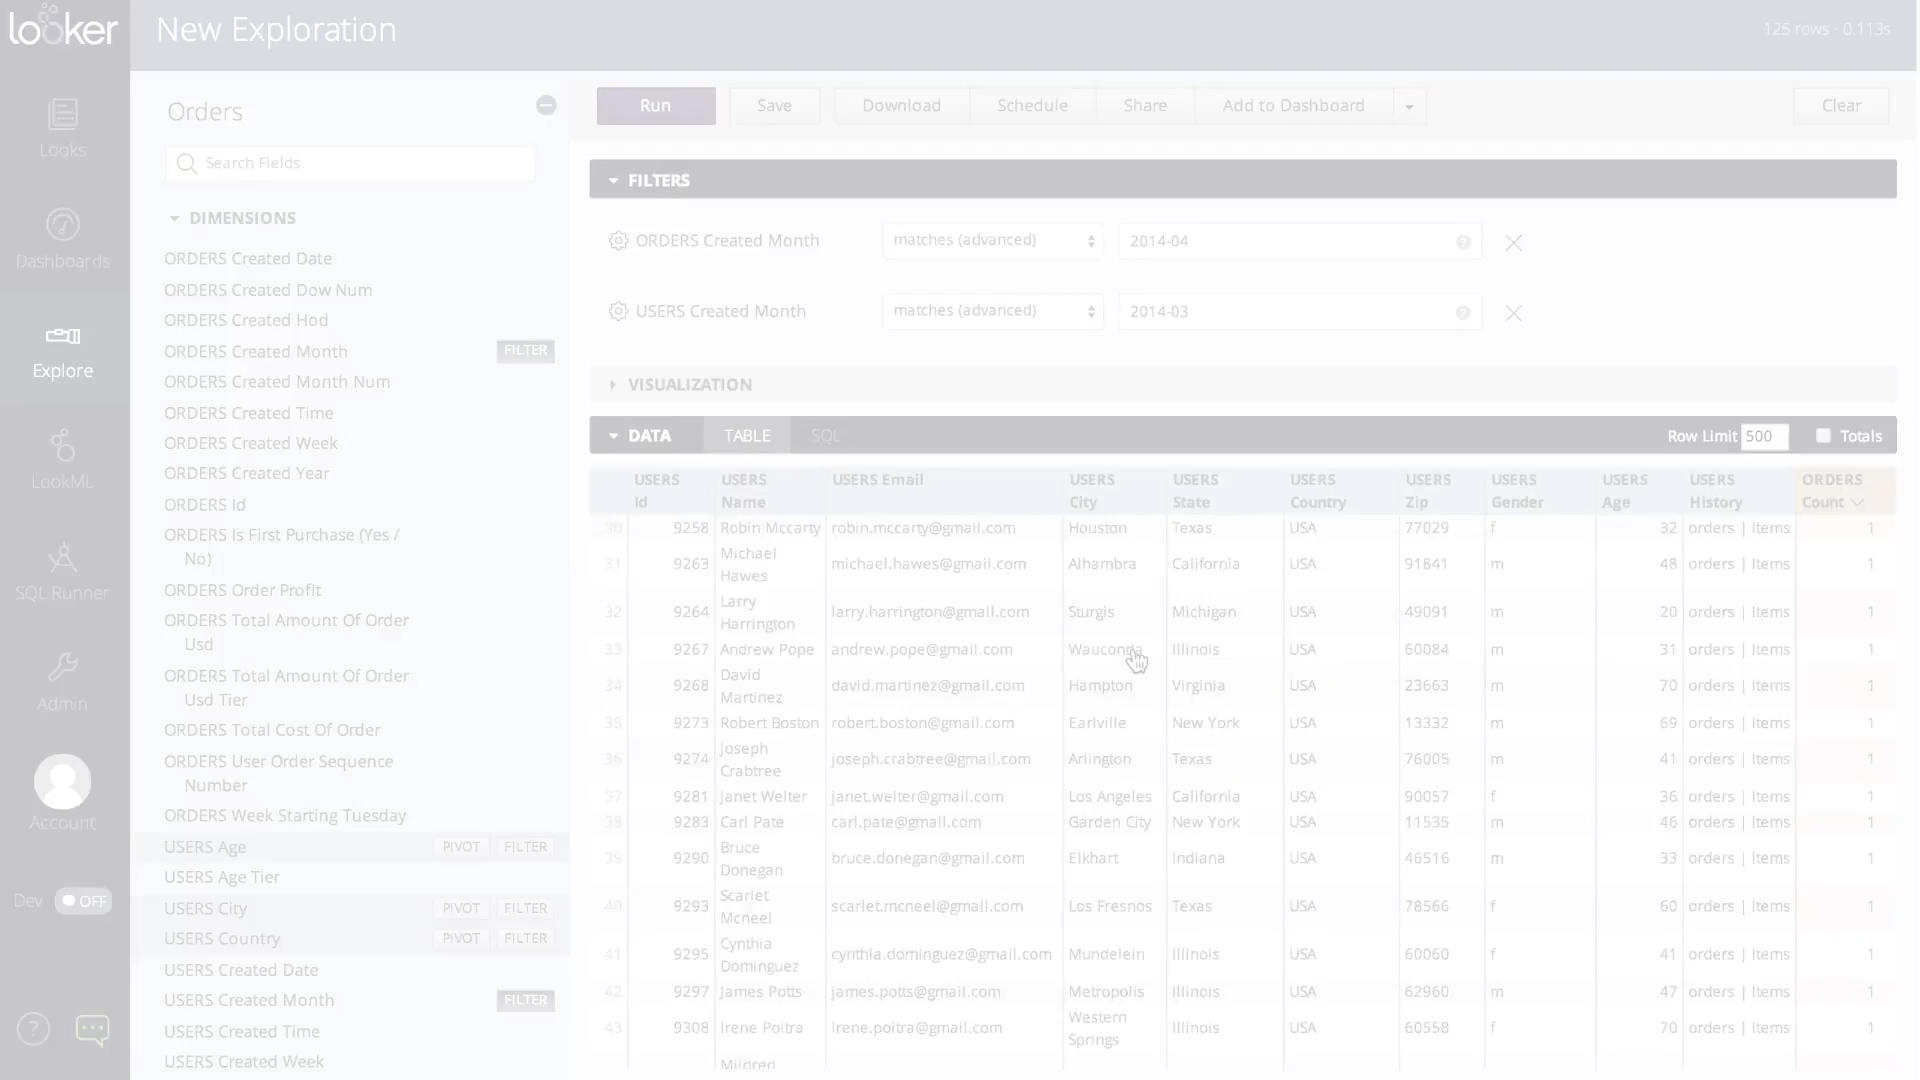 looker
New Exploration
125 rows · 0.113s
Looks
Dashboards
Explore
LookML
SQL Runner
Admin
Account
Dev OFF
?
Orders
Search Fields
DIMENSIONS
ORDERS Created Date
ORDERS Created Dow Num
ORDERS Created Hod
ORDERS Created Month FILTER
ORDERS Created Month Num
ORDERS Created Time
ORDERS Created Week
ORDERS Created Year
ORDERS Id
ORDERS Is First Purchase (Yes /
No)
ORDERS Order Profit
ORDERS Total Amount Of Order
Usd
ORDERS Total Amount Of Order
Usd Tier
ORDERS Total Cost Of Order
ORDERS User Order Sequence
Number
ORDERS Week Starting Tuesday
USERS Age PIVOT FILTER
USERS Age Tier
USERS City PIVOT FILTER
USERS Country PIVOT FILTER
USERS Created Date
USERS Created Month FILTER
USERS Created Time
USERS Created Week
Run Save Download Schedule Share Add to Dashboard Clear
FILTERS
ORDERS Created Month matches (advanced) 2014-04 ?
USERS Created Month matches (advanced) 2014-03 ?
VISUALIZATION
DATA TABLE SQL Row Limit 500 Totals
USERS USERS USERS Email USERS USERS USERS USERS USERS USERS USERS ORDERS
Id Name City State Country Zip Gender Age History Count
30 9258 Robin Mccarty robin.mccarty@gmail.com Houston Texas USA 77029 f 32 orders | Items 1
31 9263 Michael Hawes michael.hawes@gmail.com Alhambra California USA 91841 m 48 orders | Items 1
32 9264 Larry Harrington larry.harrington@gmail.com Sturgis Michigan USA 49091 m 20 orders | Items 1
33 9267 Andrew Pope andrew.pope@gmail.com Wauconda Illinois USA 60084 m 31 orders | Items 1
34 9268 David Martinez david.martinez@gmail.com Hampton Virginia USA 23663 m 70 orders | Items 1
35 9273 Robert Boston robert.boston@gmail.com Earlville New York USA 13332 m 69 orders | Items 1
36 9274 Joseph Crabtree joseph.crabtree@gmail.com Arlington Texas USA 76005 m 41 orders | Items 1
37 9281 Janet Welter janet.welter@gmail.com Los Angeles California USA 90057 f 36 orders | Items 1
38 9283 Carl Pate carl.pate@gmail.com Garden City New York USA 11535 m 46 orders | Items 1
39 9290 Bruce Donegan bruce.donegan@gmail.com Elkhart Indiana USA 46516 m 33 orders | Items 1
40 9293 Scarlet Mcneel scarlet.mcneel@gmail.com Los Fresnos Texas USA 78566 f 60 orders | Items 1
41 9295 Cynthia Dominguez cynthia.dominguez@gmail.com Mundelein Illinois USA 60060 f 41 orders | Items 1
42 9297 James Potts james.potts@gmail.com Metropolis Illinois USA 62960 m 47 orders | Items 1
43 9308 Irene Poitra irene.poitra@gmail.com Western Springs Illinois USA 60558 f 70 orders | Items 1
Mildred